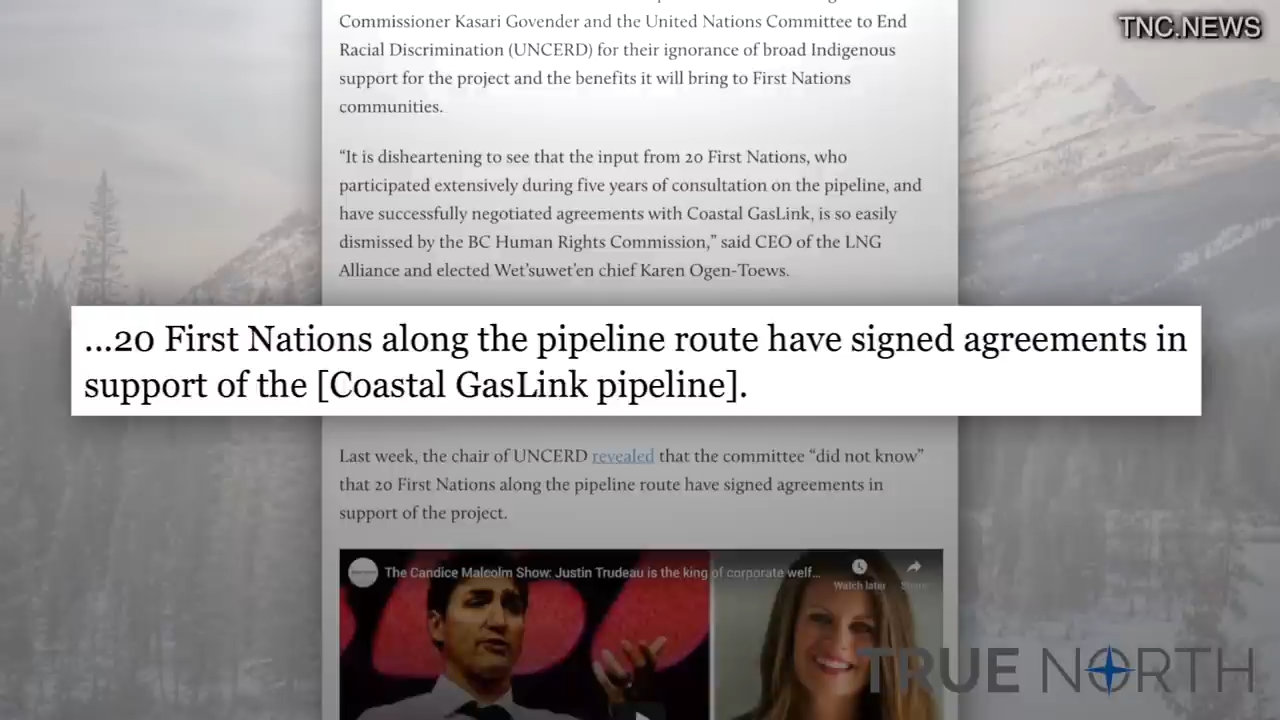 TNC.NEWS
Commissioner Kasari Govender and the United Nations Committee to End
Racial Discrimination (UNCERD) for their ignorance of broad Indigenous
support for the project and the benefits it will bring to First Nations
communities.
“It is disheartening to see that the input from 20 First Nations, who
participated extensively during five years of consultation on the pipeline, and
have successfully negotiated agreements with Coastal GasLink, is so easily
dismissed by the BC Human Rights Commission,” said CEO of the LNG
Alliance and elected Wet’suwet’en chief Karen Ogen-Toews.
...20 First Nations along the pipeline route have signed agreements in
support of the [Coastal GasLink pipeline].
Last week, the chair of UNCERD revealed that the committee “did not know”
that 20 First Nations along the pipeline route have signed agreements in
support of the project.
The Candice Malcolm Show: Justin Trudeau is the king of corporate welf...
Watch later
Share
TRUE NORTH